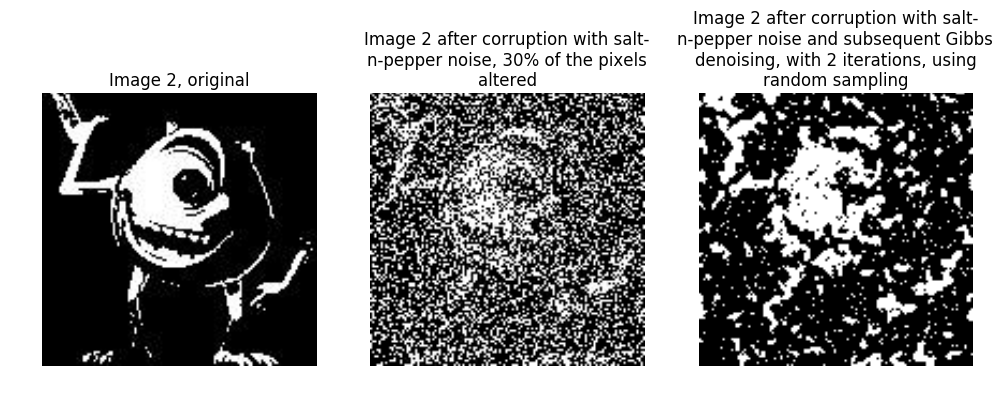 Image 2, original
Image 2 after corruption with salt-
n-pepper noise, 30% of the pixels
altered
Image 2 after corruption with salt-
n-pepper noise and subsequent Gibbs
denoising, with 2 iterations, using
random sampling